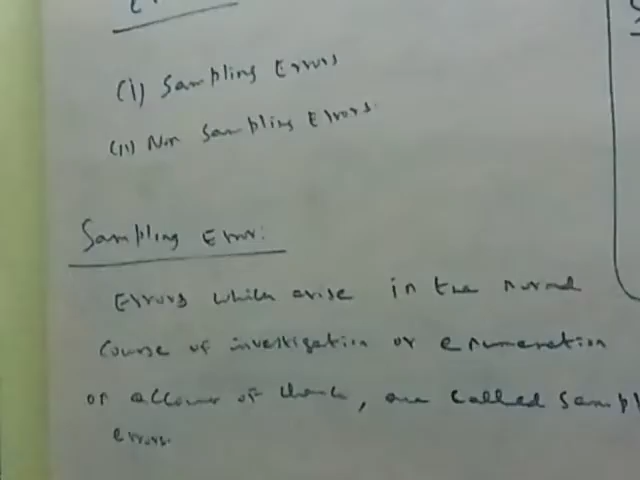 (i) Sampling Errors
(ii) Non Sampling Errors.
Sampling Error:
Errors which arise in the normal
Course of investigation or enumeration
or account of chance, are called Sampl
errors.